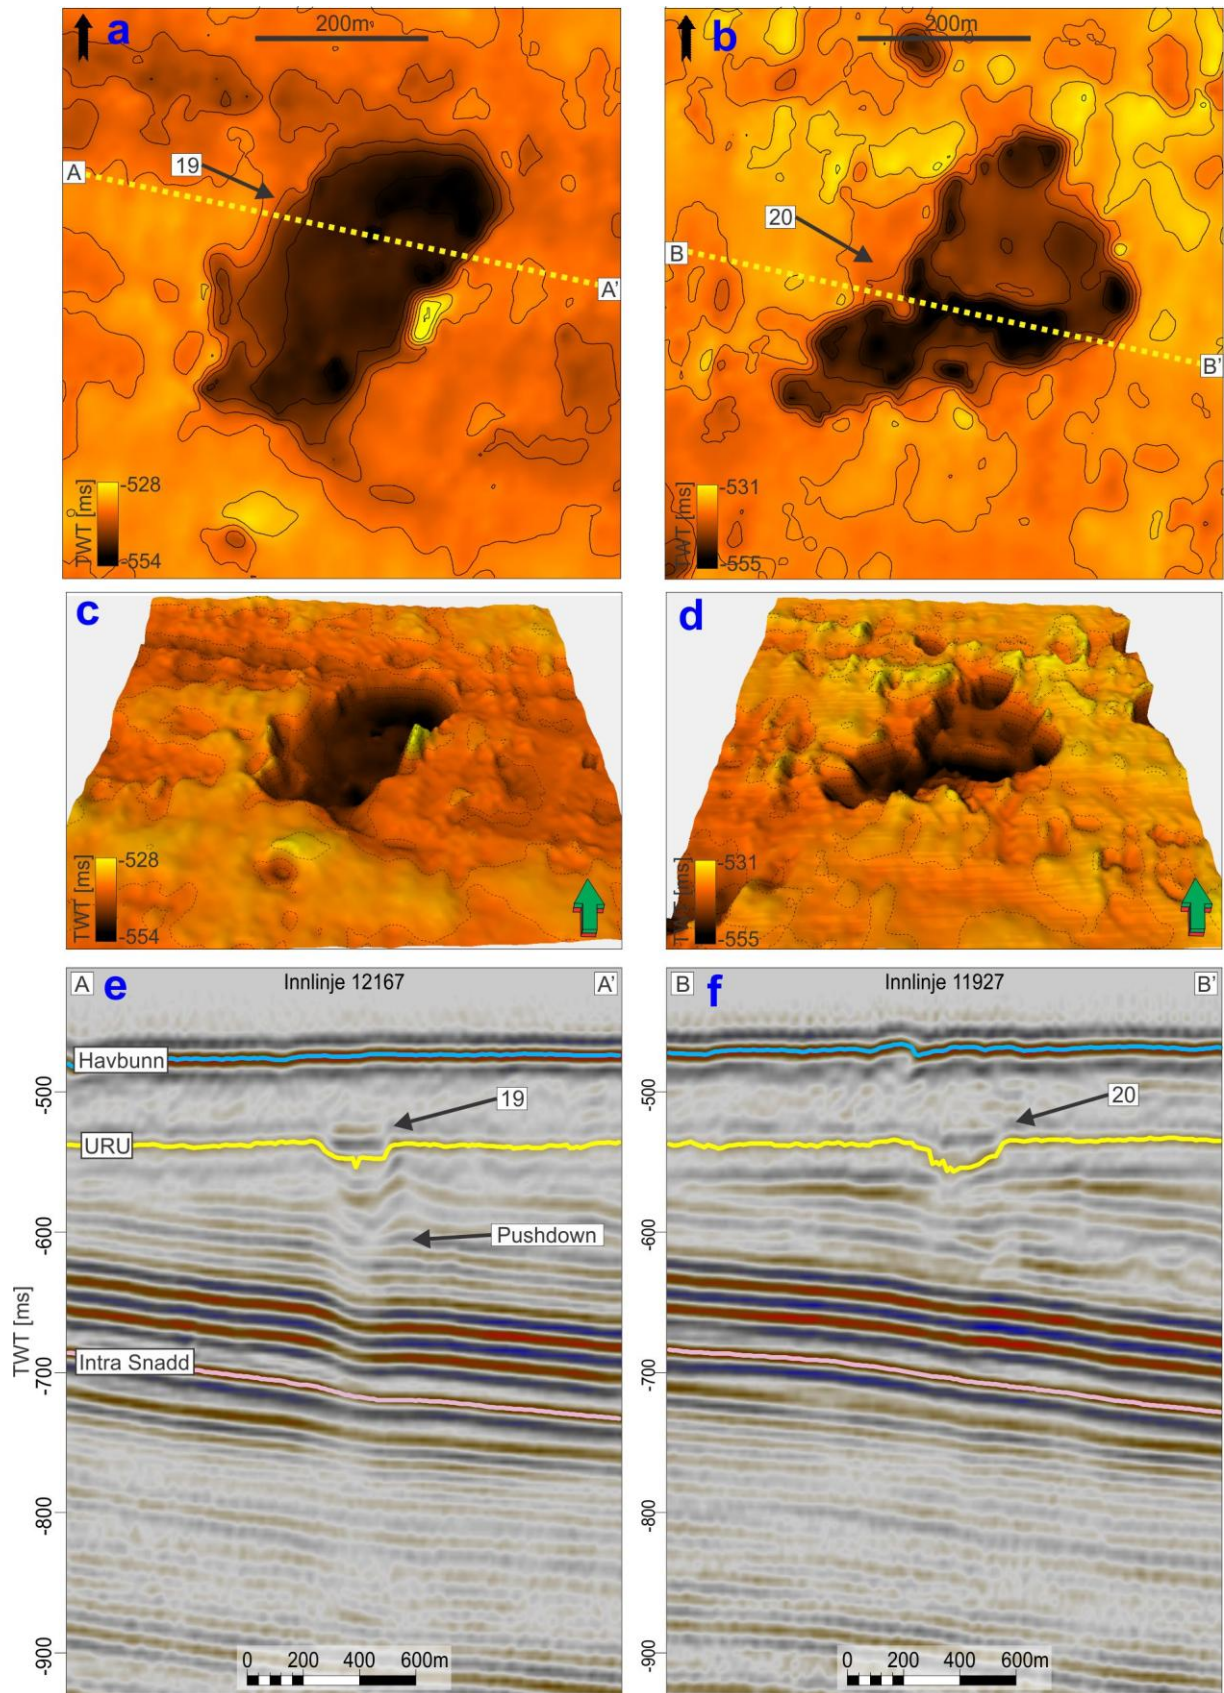 a
200m
19
A
A'
TWT [ms]
-528
-554
b
200m
20
B
B'
TWT [ms]
-531
-555
c
TWT [ms]
-528
-554
d
T T [ms]
-531
-555
A
e
Innlinje 12167
A'
Havbunn
19
URU
Pushdown
Intra Snadd
TWT [ms]
-500
-600
-700
-800
-900
0 200 400 600m
B
f
Innlinje 11927
B'
20
-500
-600
-700
-800
-900
0 200 400 600m